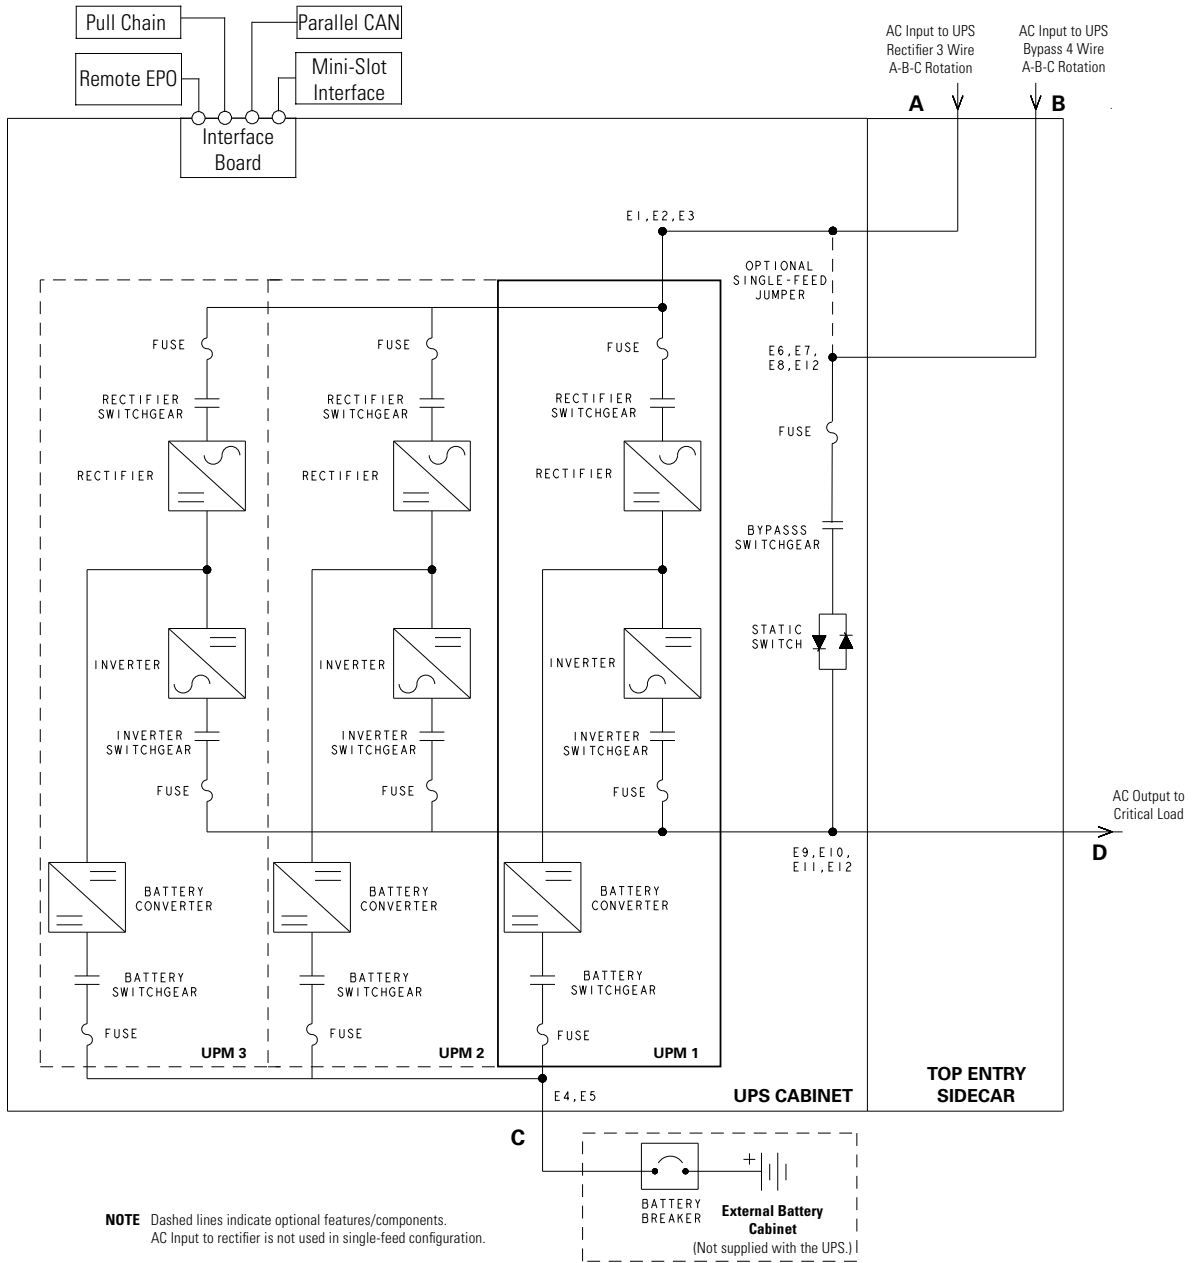 Pull Chain
Parallel CAN
Remote EPO
Mini-Slot
Interface
Interface
Board
AC Input to UPS
Rectifier 3 Wire
A-B-C Rotation
AC Input to UPS
Bypass 4 Wire
A-B-C Rotation
A
B
E1,E2,E3
OPTIONAL
SINGLE-FEED
JUMPER
E6,E7,
E8,E12
FUSE
FUSE
FUSE
FUSE
RECTIFIER
SWITCHGEAR
RECTIFIER
SWITCHGEAR
RECTIFIER
SWITCHGEAR
RECTIFIER
RECTIFIER
RECTIFIER
BYPASSS
SWITCHGEAR
STATIC
SWITCH
INVERTER
INVERTER
INVERTER
INVERTER
SWITCHGEAR
INVERTER
SWITCHGEAR
INVERTER
SWITCHGEAR
FUSE
FUSE
FUSE
AC Output to
Critical Load
D
E9,E10,
E11,E12
BATTERY
CONVERTER
BATTERY
CONVERTER
BATTERY
CONVERTER
BATTERY
SWITCHGEAR
BATTERY
SWITCHGEAR
BATTERY
SWITCHGEAR
FUSE
FUSE
FUSE
UPM 3
UPM 2
UPM 1
UPS CABINET
TOP ENTRY
SIDECAR
E4,E5
C
+
BATTERY
BREAKER
External Battery
Cabinet
(Not supplied with the UPS.)
NOTE Dashed lines indicate optional features/components.
AC Input to rectifier is not used in single-feed configuration.